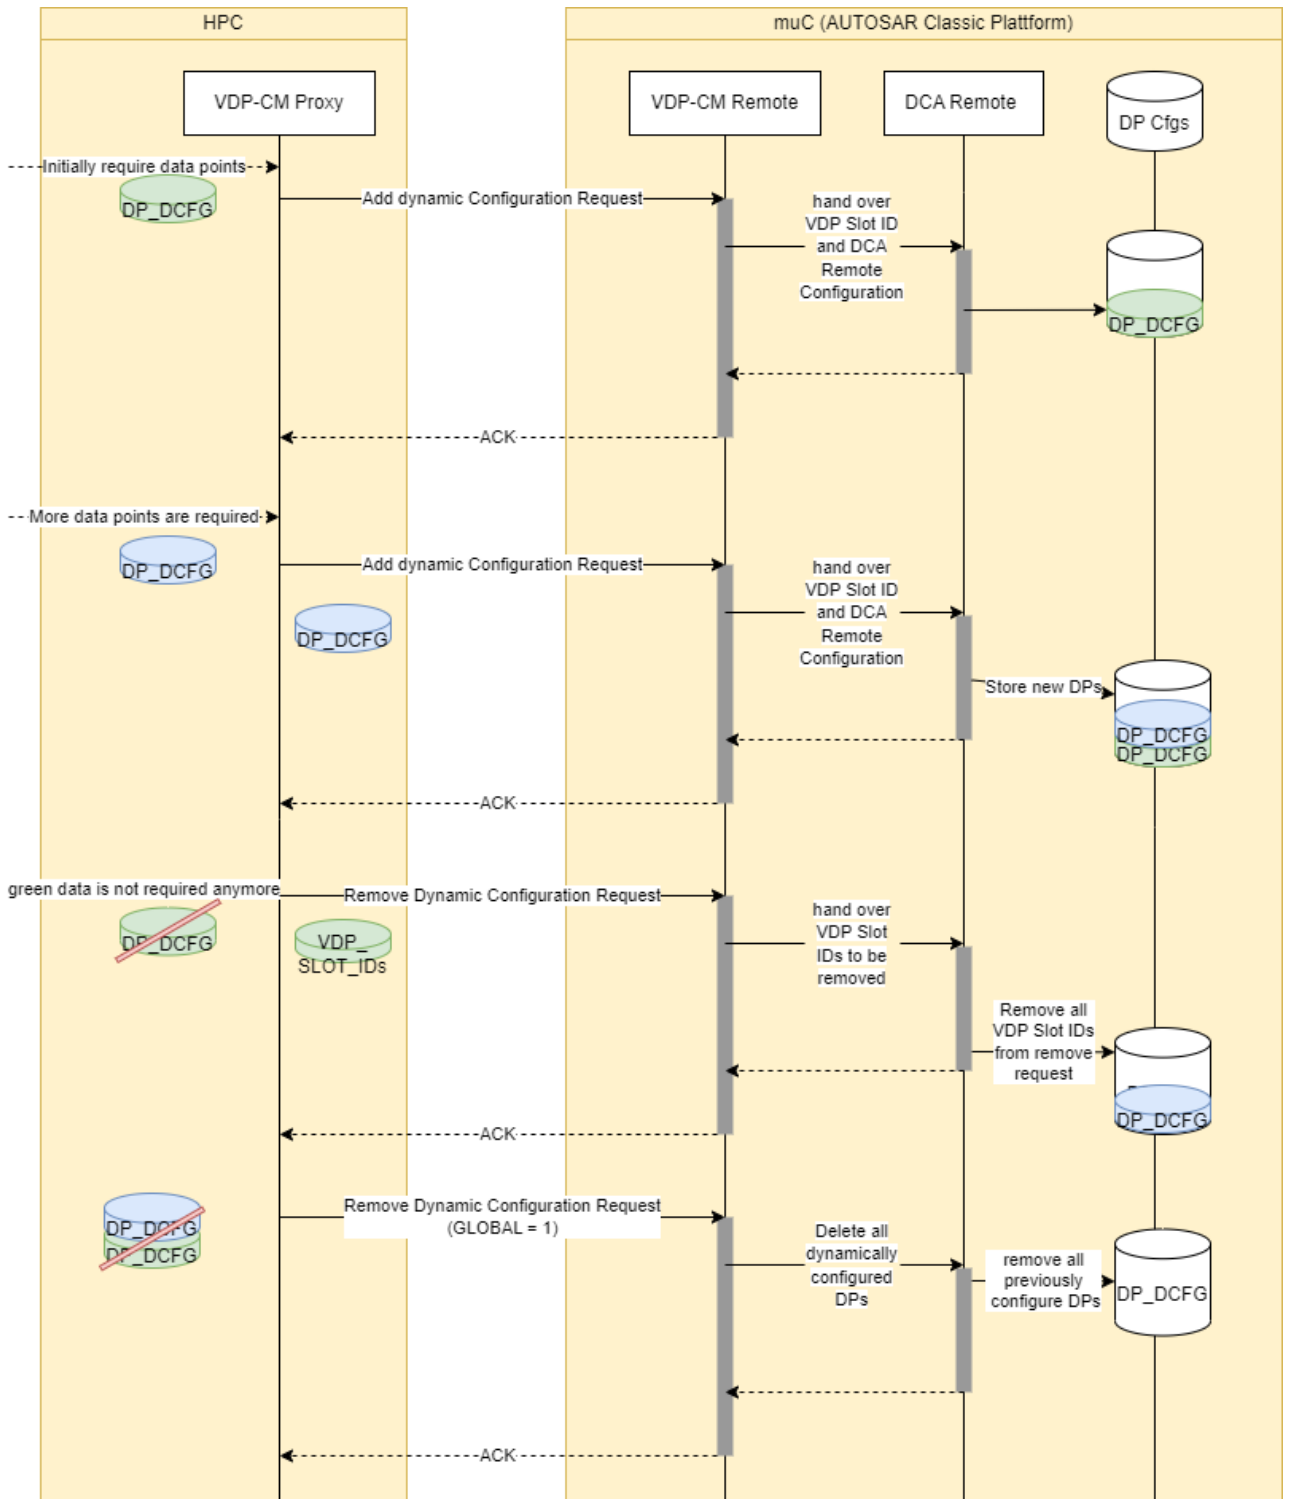 HPC
muC (AUTOSAR Classic Plattform)
VDP-CM Proxy
VDP-CM Remote
DCA Remote
DP Cfgs
Initially require data points
DP_DCFG
Add dynamic Configuration Request
hand over
VDP Slot ID
and DCA
Remote
Configuration
DP_DCFG
ACK
More data points are required
DP_DCFG
Add dynamic Configuration Request
DP_DCFG
hand over
VDP Slot ID
and DCA
Remote
Configuration
Store new DPs
DP_DCFG
DP_DCFG
ACK
green data is not required anymore
DP_DCFG
Remove Dynamic Configuration Request
VDP_
SLOT_IDs
hand over
VDP Slot
IDs to be
removed
Remove all
VDP Slot IDs
from remove
request
DP_DCFG
ACK
DP_DCFG
DP_DCFG
Remove Dynamic Configuration Request
(GLOBAL = 1)
Delete all
dynamically
configured
DPs
remove all
previously
configure DPs
DP_DCFG
ACK